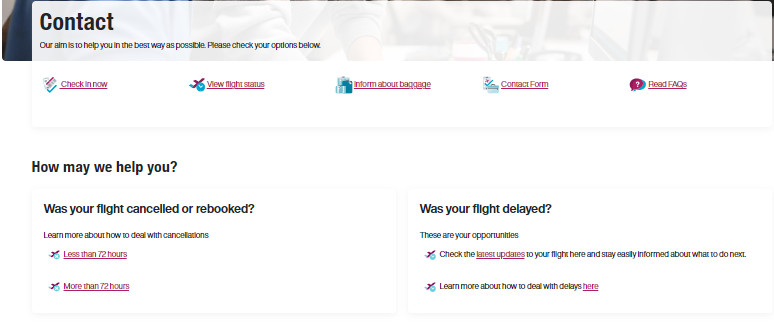 Contact
Our aim is to help you in the best way as possible. Please check your options below.
Check in now
View flight status
Inform about baggage
Contact Form
Read FAQs
How may we help you?
Was your flight cancelled or rebooked?
Learn more about how to deal with cancellations
Less than 72 hours
More than 72 hours
Was your flight delayed?
These are your opportunities
Check the latest updates to your flight here and stay easily informed about what to do next.
Learn more about how to deal with delays here